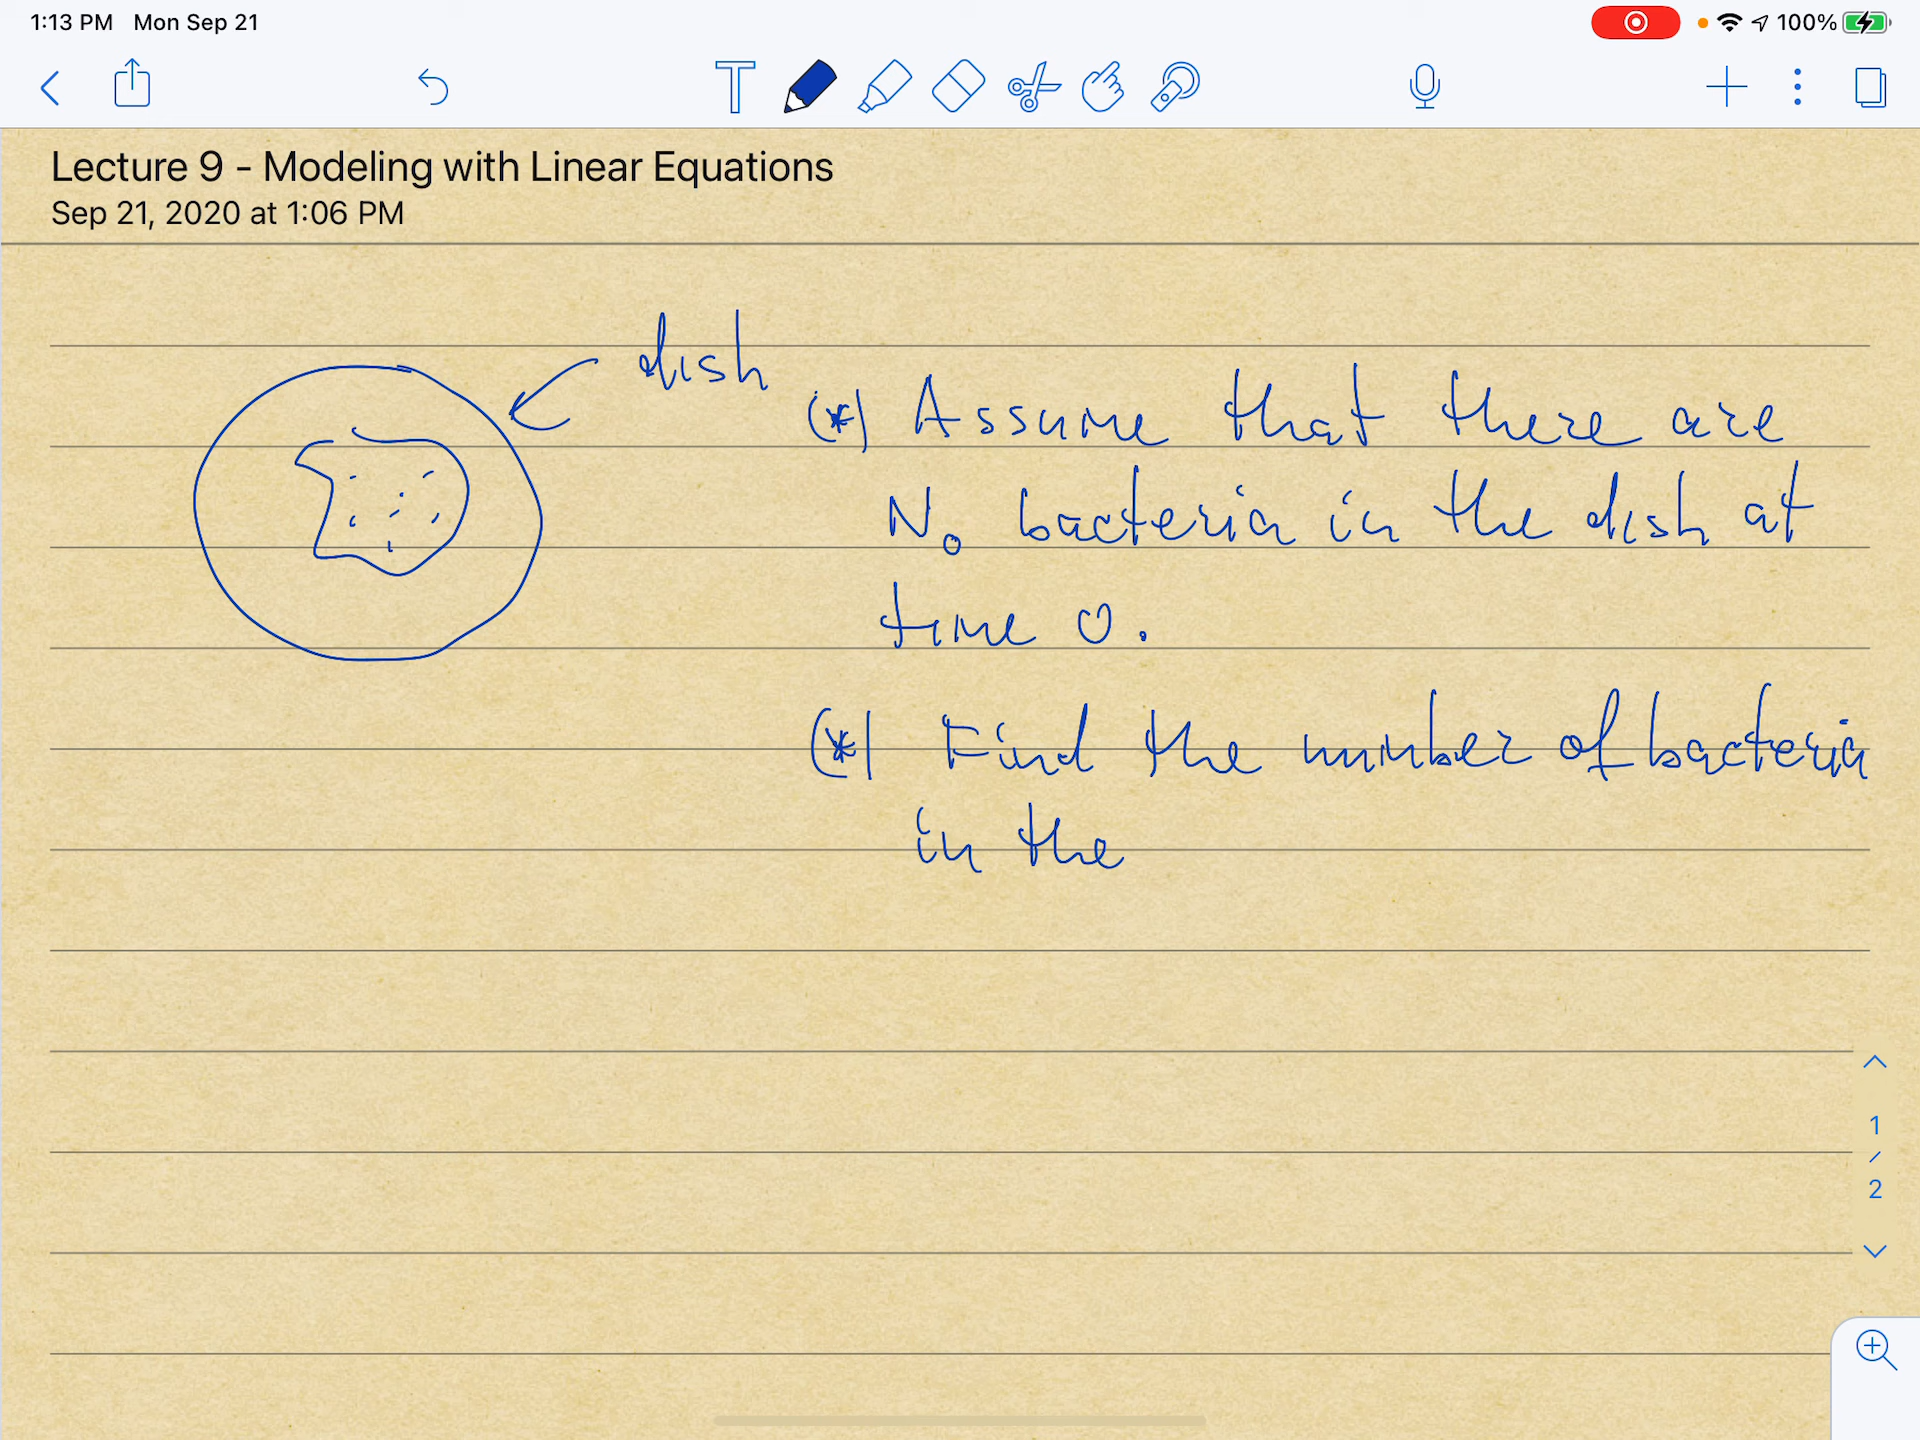 1:13 PM Mon Sep 21
100%
Lecture 9 - Modeling with Linear Equations
Sep 21, 2020 at 1:06 PM
dish
(*) Assume that there are
N₀ bacteria in the dish at
time 0.
(*) Find the number of bacteria
in the
1
/
2